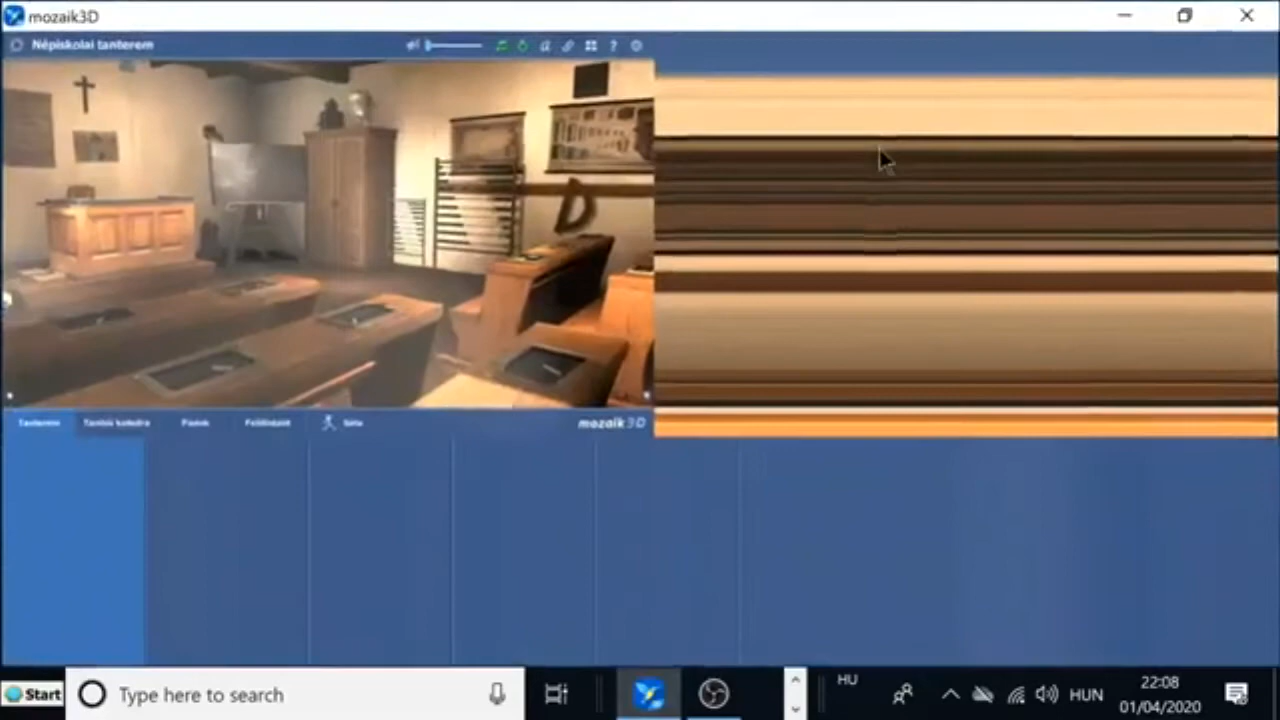 mozaik3D
Népiskolai tanterem
Tanterem Tanítói katedra Padok Feladatok Séta mozaik3D
Start Type here to search HU HUN 22:08
01/04/2020